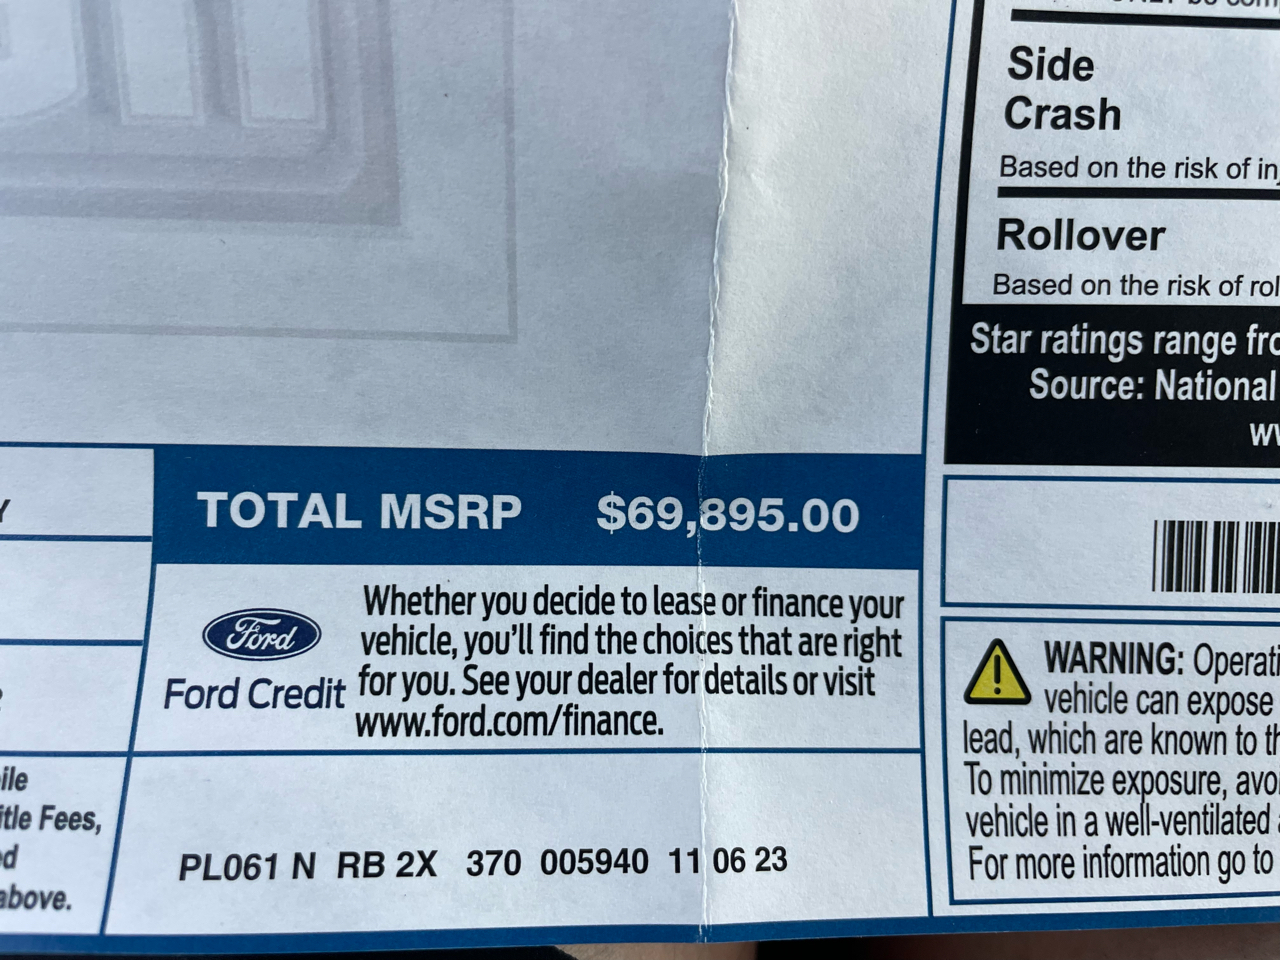 TOTAL MSRP $69,895.00
Ford
Ford Credit
Whether you decide to lease or finance your
vehicle, you'll find the choices that are right
for you. See your dealer for details or visit
www.ford.com/finance.
PL061 N RB 2X 370 005940 11 06 23
itle Fees,
above.
Side
Crash
Based on the risk of inj
Rollover
Based on the risk of rol
Star ratings range fro
Source: National
WARNING: Operati
vehicle can expose
lead, which are known to th
To minimize exposure, avoi
vehicle in a well-ventilated a
For more information go to